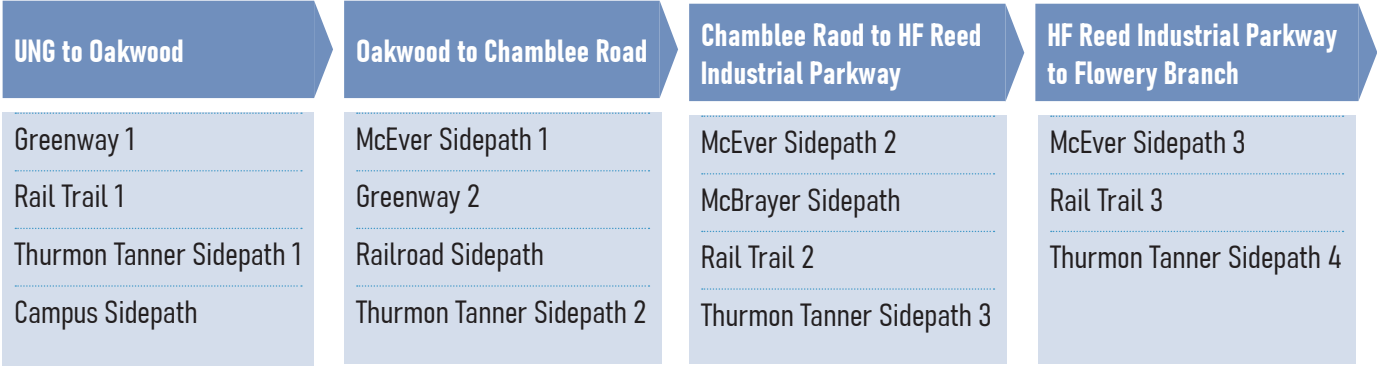 UNG to Oakwood
Greenway 1
Rail Trail 1
Thurmon Tanner Sidepath 1
Campus Sidepath
Oakwood to Chamblee Road
McEver Sidepath 1
Greenway 2
Railroad Sidepath
Thurmon Tanner Sidepath 2
Chamblee Raod to HF Reed
Industrial Parkway
McEver Sidepath 2
McBrayer Sidepath
Rail Trail 2
Thurmon Tanner Sidepath 3
HF Reed Industrial Parkway
to Flowery Branch
McEver Sidepath 3
Rail Trail 3
Thurmon Tanner Sidepath 4